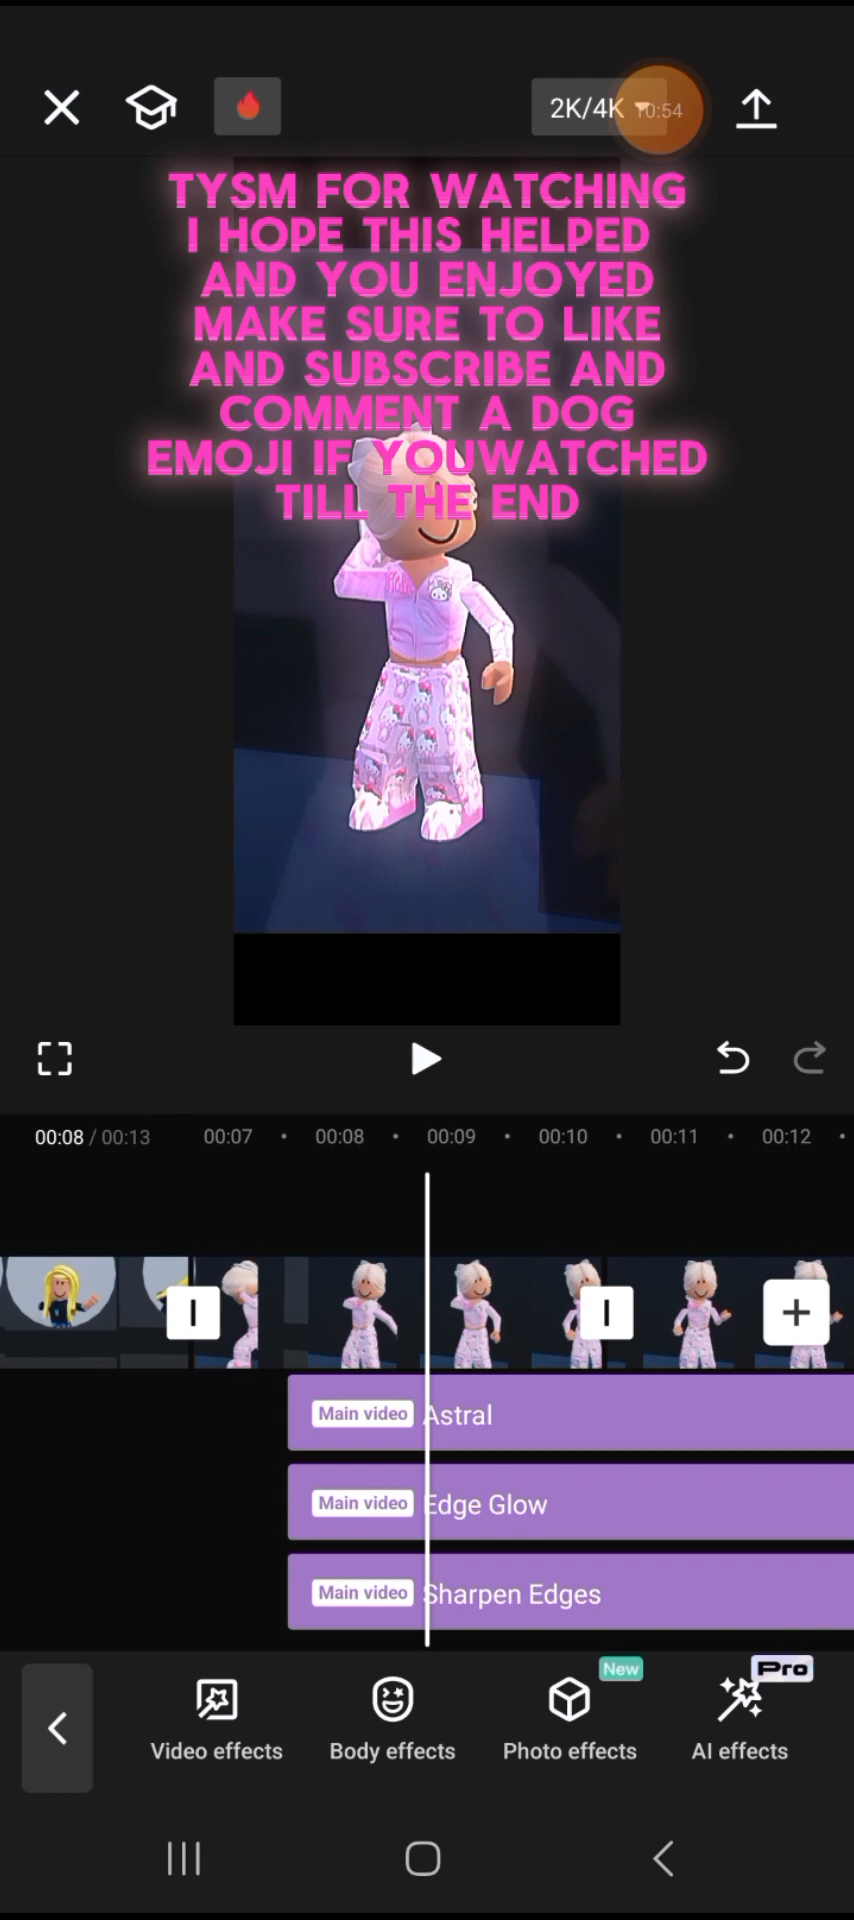 2K/4K
10:54
TYSM FOR WATCHING
I HOPE THIS HELPED
AND YOU ENJOYED
MAKE SURE TO LIKE
AND SUBSCRIBE AND
COMMENT A DOG
EMOJI IF YOUWATCHED
TILL THE END
00:08 / 00:13 00:07 00:08 00:09 00:10 00:11 00:12
Main video Astral
Main video Edge Glow
Main video Sharpen Edges
New
Pro
Video effects Body effects Photo effects AI effects